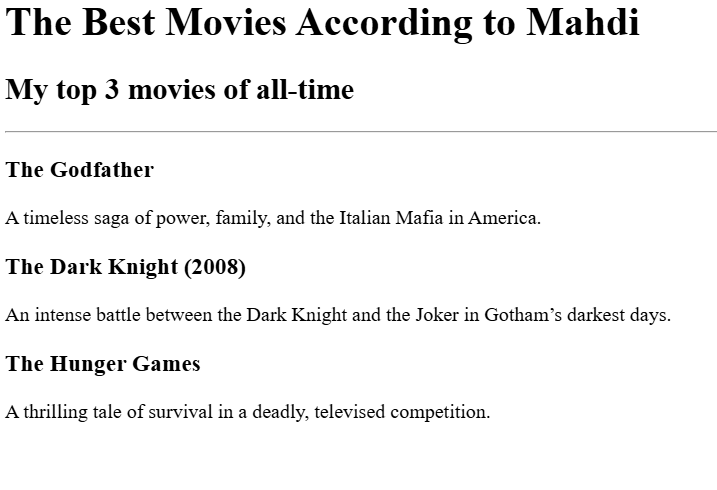 The Best Movies According to Mahdi
My top 3 movies of all-time
The Godfather
A timeless saga of power, family, and the Italian Mafia in America.
The Dark Knight (2008)
An intense battle between the Dark Knight and the Joker in Gotham’s darkest days.
The Hunger Games
A thrilling tale of survival in a deadly, televised competition.